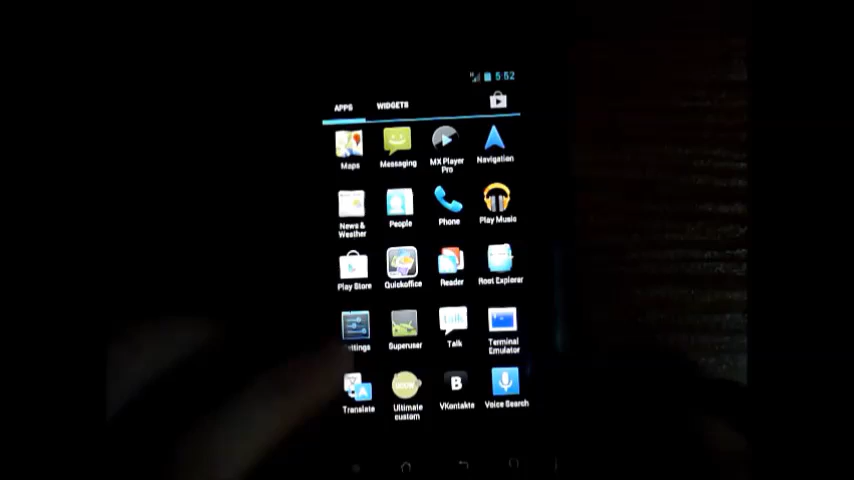 5:52
APPS WIDGETS
Maps Messaging MX Player Pro Navigation
News & Weather People Phone Play Music
Play Store Quickoffice Reader Root Explorer
Settings Superuser Talk Terminal Emulator
Translate Ultimate custom VKontakte Voice Search